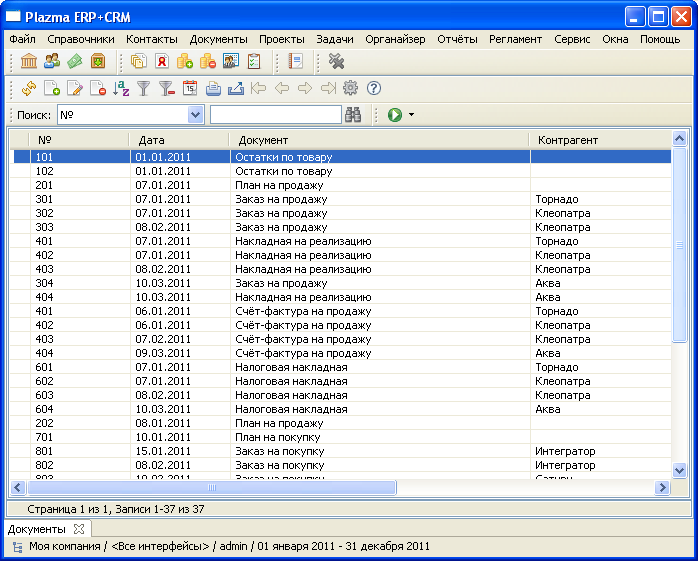 Plazma ERP+CRM
Файл Справочники Контакты Документы Проекты Задачи Органайзер Отчёты Регламент Сервис Окна Помощь
Поиск: №
№ Дата Документ Контрагент
101 01.01.2011 Остатки по товару
102 01.01.2011 Остатки по товару
201 07.01.2011 План на продажу
301 07.01.2011 Заказ на продажу Торнадо
302 07.01.2011 Заказ на продажу Клеопатра
303 08.02.2011 Заказ на продажу Клеопатра
401 07.01.2011 Накладная на реализацию Торнадо
402 07.01.2011 Накладная на реализацию Клеопатра
403 08.02.2011 Накладная на реализацию Клеопатра
304 10.03.2011 Заказ на продажу Аква
404 10.03.2011 Накладная на реализацию Аква
401 06.01.2011 Счёт-фактура на продажу Торнадо
402 06.01.2011 Счёт-фактура на продажу Клеопатра
403 07.02.2011 Счёт-фактура на продажу Клеопатра
404 09.03.2011 Счёт-фактура на продажу Аква
601 07.01.2011 Налоговая накладная Торнадо
602 07.01.2011 Налоговая накладная Клеопатра
603 08.02.2011 Налоговая накладная Клеопатра
604 10.03.2011 Налоговая накладная Аква
202 08.01.2011 План на продажу
701 10.01.2011 План на покупку
801 15.01.2011 Заказ на покупку Интегратор
802 08.02.2011 Заказ на покупку Интегратор
803 10.02.2011 Заказ на покупку Сатурн
Страница 1 из 1, Записи 1-37 из 37
Документы
Моя компания / <Все интерфейсы> / admin / 01 января 2011 - 31 декабря 2011